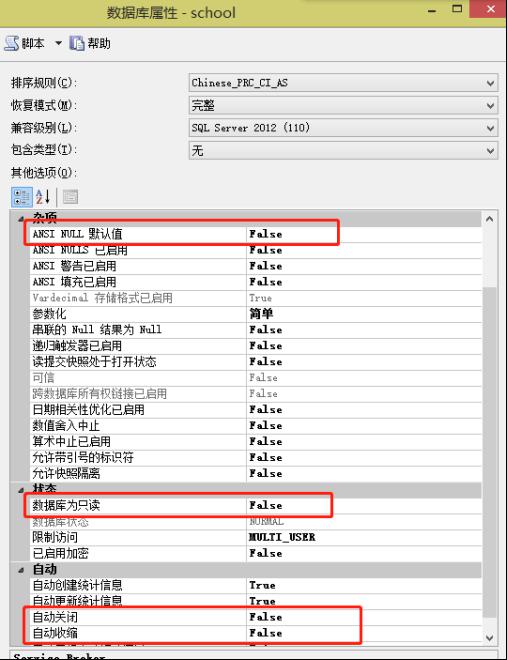 数据库属性 - school
脚本 帮助
排序规则(C): Chinese_PRC_CI_AS
恢复模式(M): 完整
兼容级别(L): SQL Server 2012 (110)
包含类型(T): 无
其他选项(O):
杂项
ANSI NULL 默认值 False
ANSI NULLS 已启用 False
ANSI 警告已启用 False
ANSI 填充已启用 False
Vardecimal 存储格式已启用 True
参数化 简单
串联的 Null 结果为 Null False
递归触发器已启用 False
读提交快照处于打开状态 False
可信 False
跨数据库所有权链接已启用 False
日期相关性优化已启用 False
数值舍入中止 False
算术中止已启用 False
允许带引号的标识符 False
允许快照隔离 False
状态
数据库为只读 False
数据库状态 NORMAL
限制访问 MULTI_USER
已启用加密 False
自动
自动创建统计信息 True
自动更新统计信息 True
自动关闭 False
自动收缩 False
Service Broker